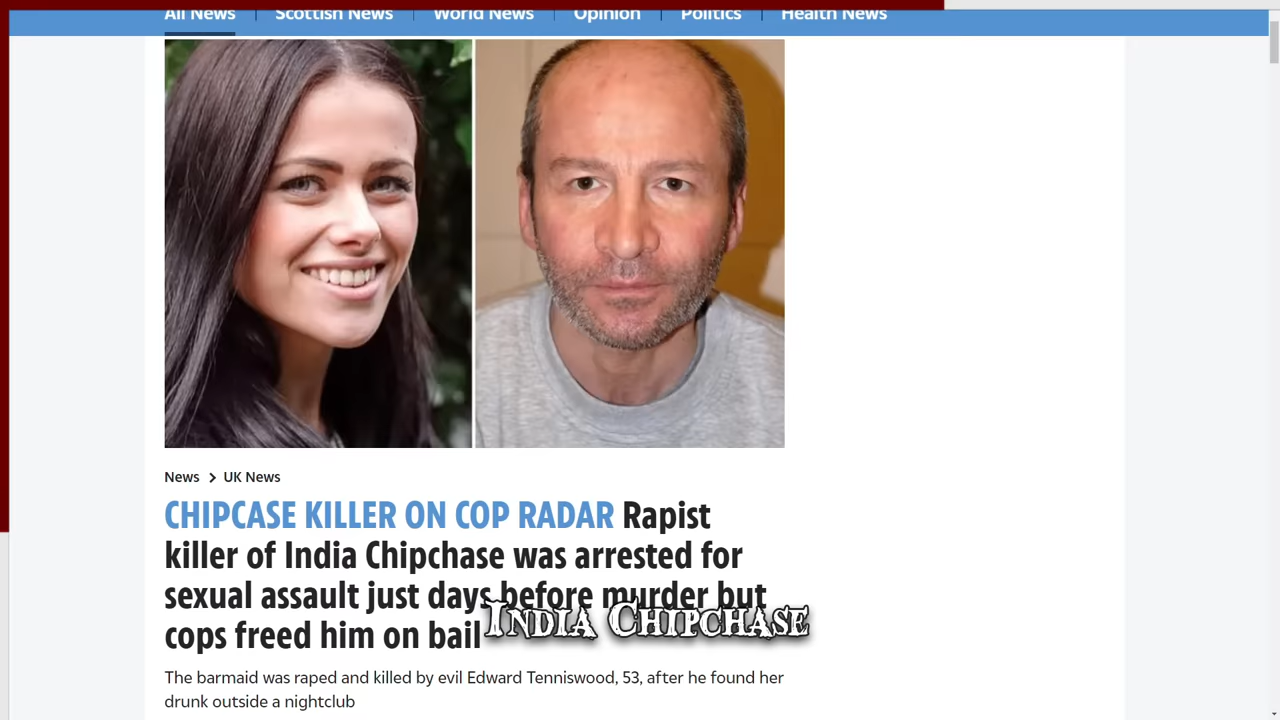 All News | Scottish News | World News | Opinion | Politics | Health News
News > UK News
CHIPCASE KILLER ON COP RADAR Rapist
killer of India Chipchase was arrested for
sexual assault just days before murder but
cops freed him on bail
India Chipchase
The barmaid was raped and killed by evil Edward Tenniswood, 53, after he found her
drunk outside a nightclub